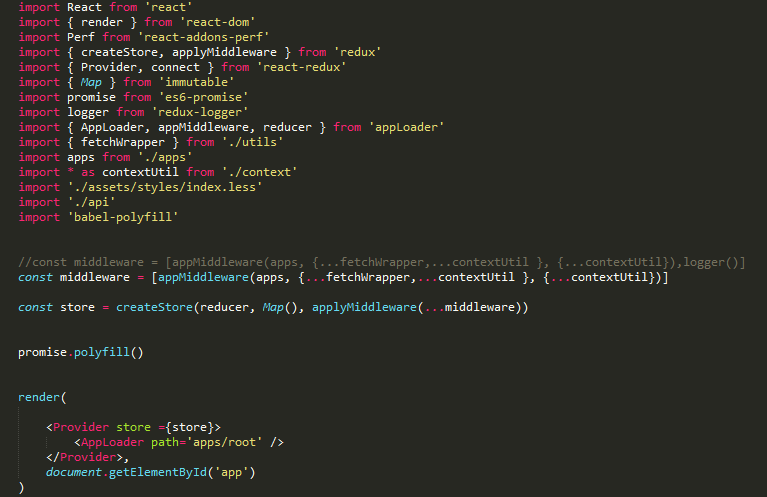 import React from 'react'
import { render } from 'react-dom'
import Perf from 'react-addons-perf'
import { createStore, applyMiddleware } from 'redux'
import { Provider, connect } from 'react-redux'
import { Map } from 'immutable'
import promise from 'es6-promise'
import logger from 'redux-logger'
import { AppLoader, appMiddleware, reducer } from 'appLoader'
import { fetchWrapper } from './utils'
import apps from './apps'
import * as contextUtil from './context'
import './assets/styles/index.less'
import './api'
import 'babel-polyfill'
//const middleware = [appMiddleware(apps, {...fetchWrapper,...contextUtil }, {...contextUtil}),logger()]
const middleware = [appMiddleware(apps, {...fetchWrapper,...contextUtil }, {...contextUtil})]
const store = createStore(reducer, Map(), applyMiddleware(...middleware))
promise.polyfill()
render(
<Provider store ={store}>
<AppLoader path='apps/root' />
</Provider>,
document.getElementById('app')
)